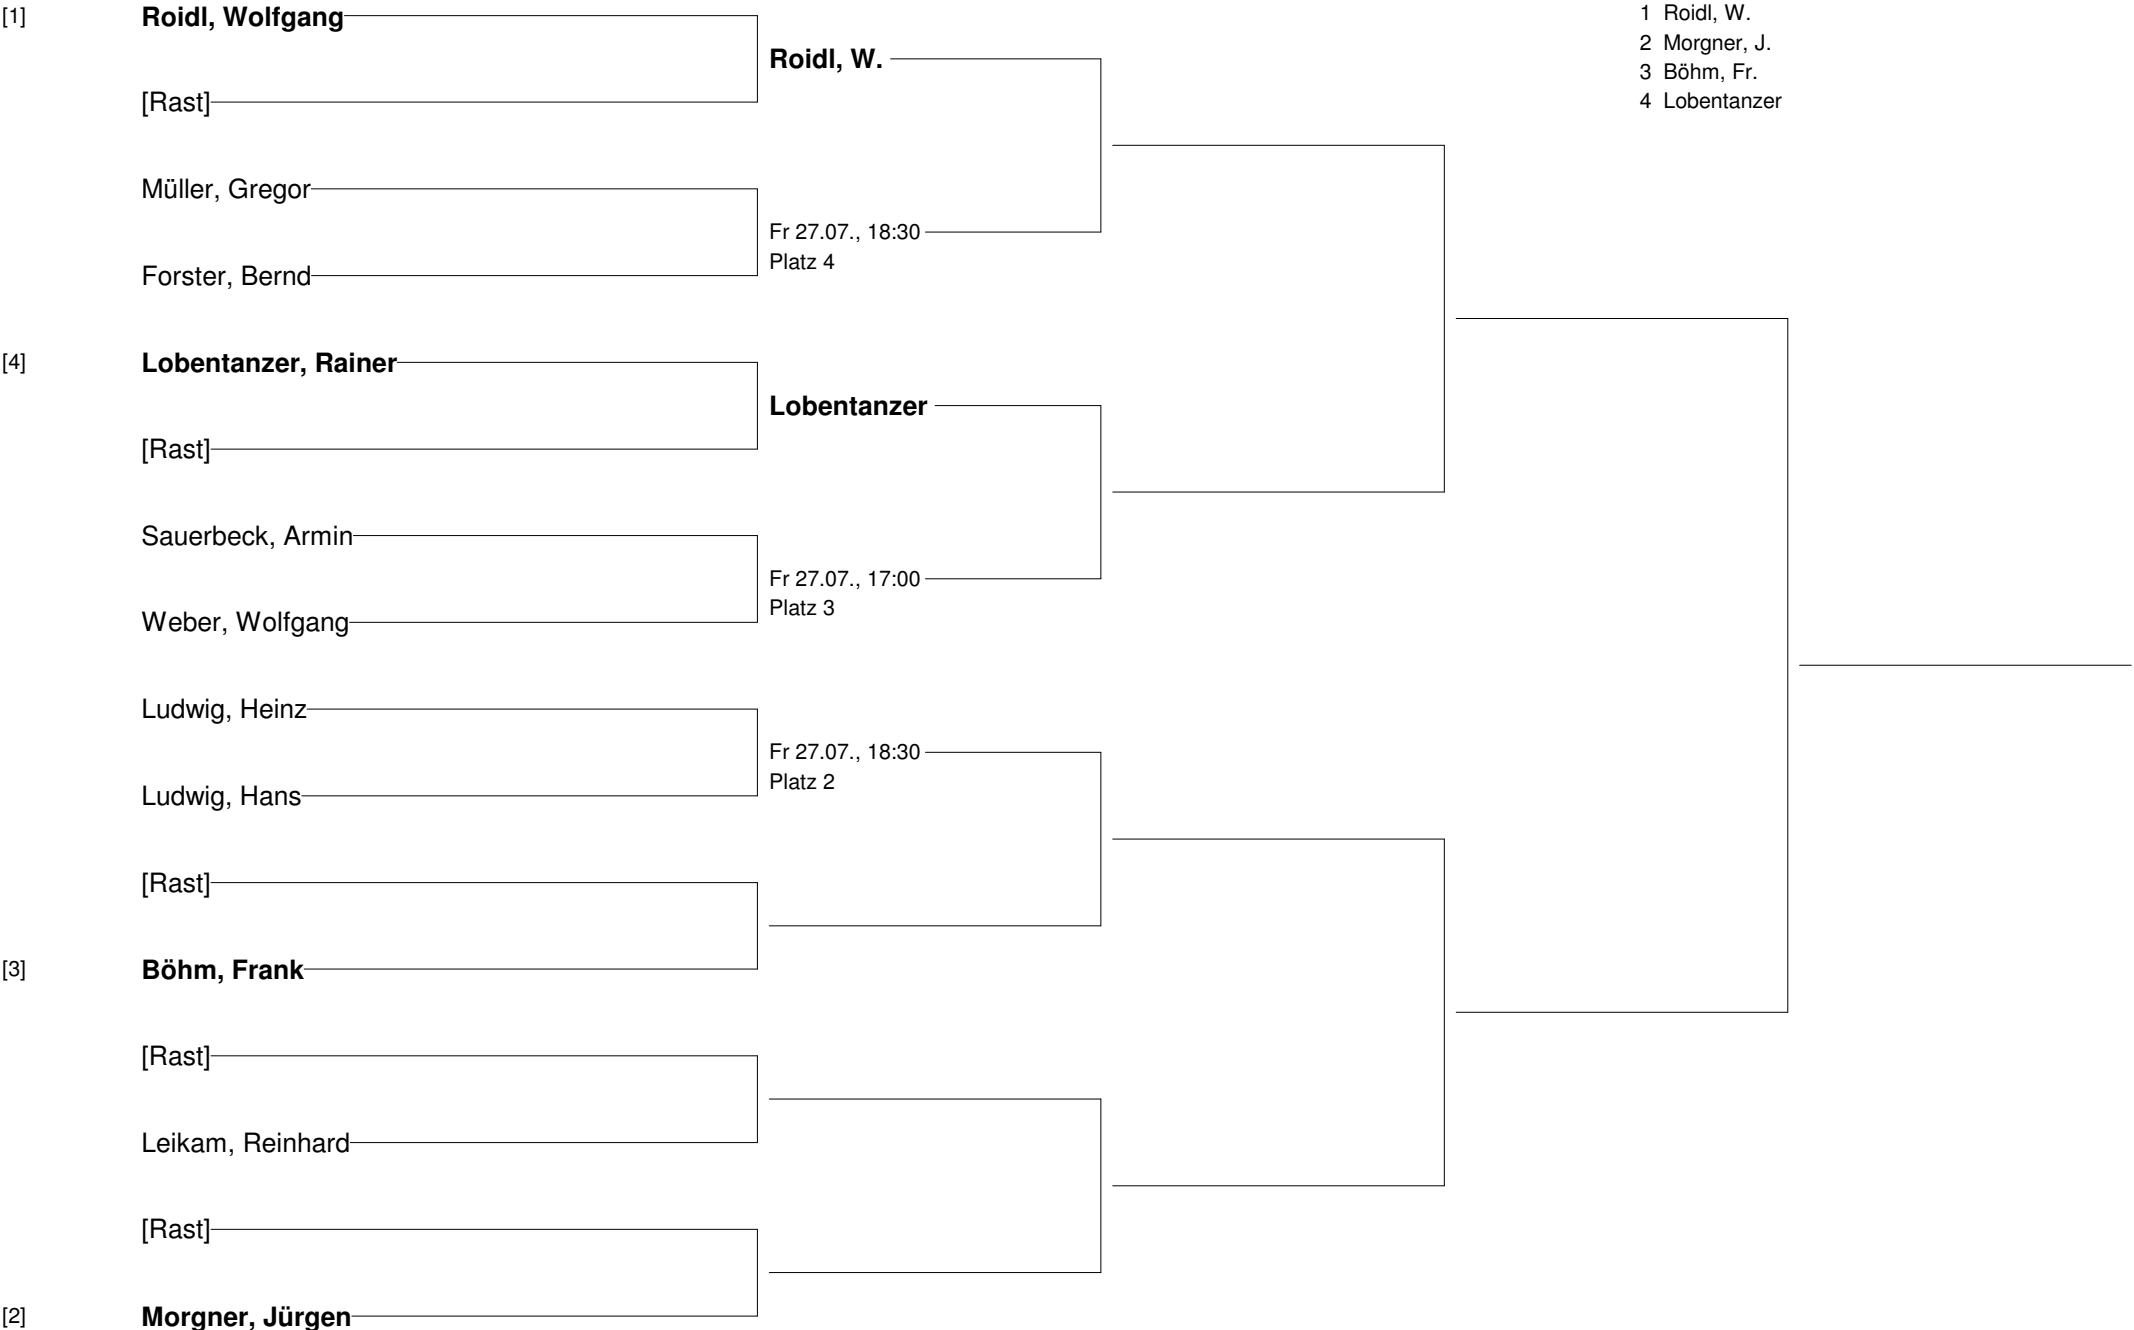 [1] Roidl, Wolfgang
1 Roidl, W.
2 Morgner, J.
3 Böhm, Fr.
4 Lobentanzer
Roidl, W.
[Rast]
Müller, Gregor
Fr 27.07., 18:30
Platz 4
Forster, Bernd
[4] Lobentanzer, Rainer
Lobentanzer
[Rast]
Sauerbeck, Armin
Fr 27.07., 17:00
Platz 3
Weber, Wolfgang
Ludwig, Heinz
Fr 27.07., 18:30
Platz 2
Ludwig, Hans
[Rast]
[3] Böhm, Frank
[Rast]
Leikam, Reinhard
[Rast]
[2] Morgner, Jürgen